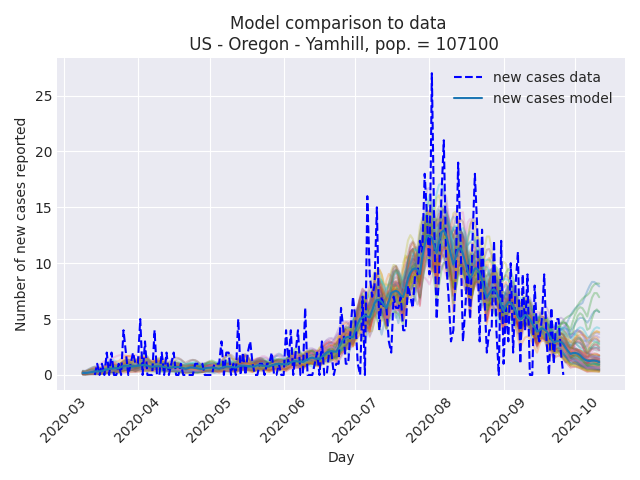 Model comparison to data
US - Oregon - Yamhill, pop. = 107100
new cases data
new cases model
Number of new cases reported
25
20
15
10
5
0
2020-03
2020-04
2020-05
2020-06
2020-07
2020-08
2020-09
2020-10
Day